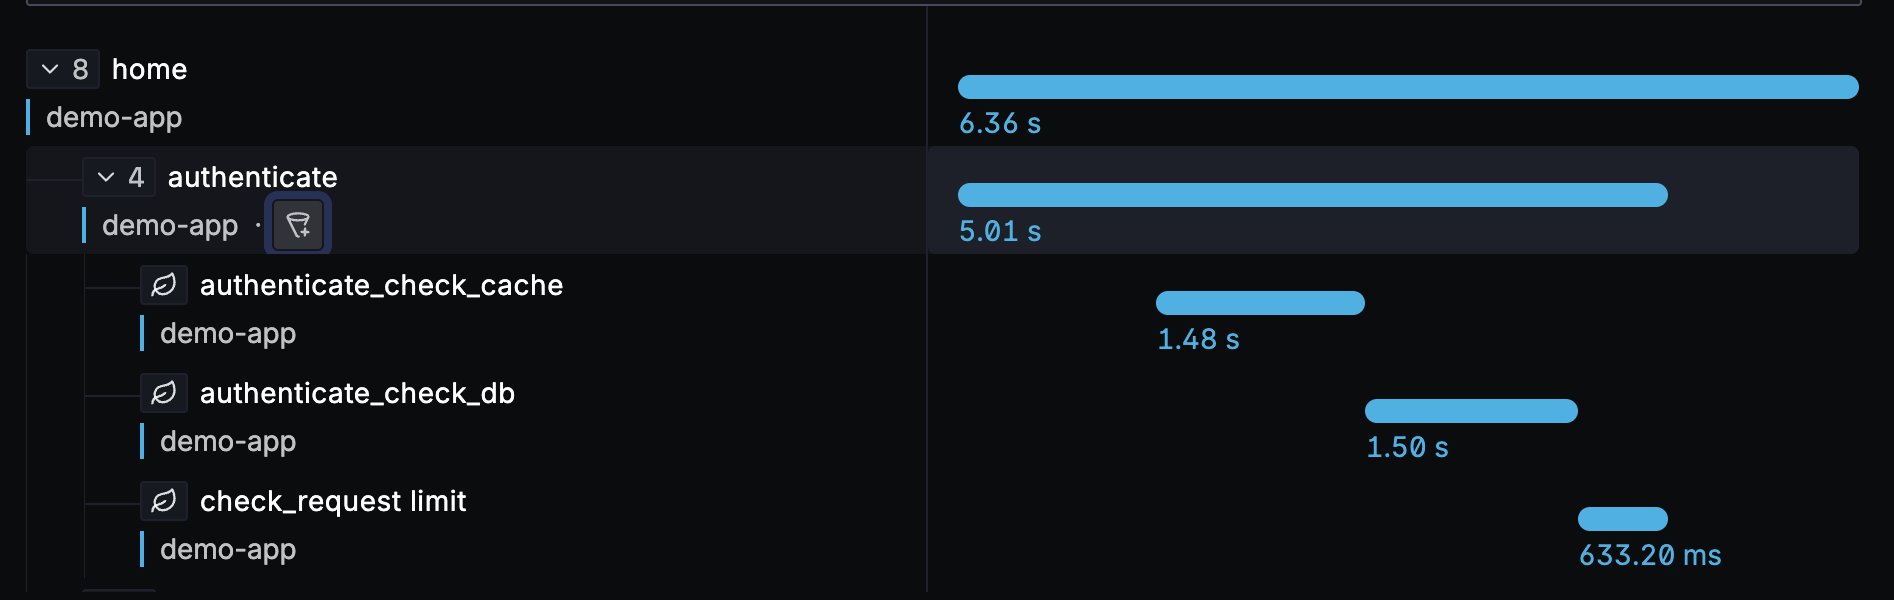 8 home
demo-app
6.36 s
4 authenticate
demo-app ·
5.01 s
authenticate_check_cache
demo-app
1.48 s
authenticate_check_db
demo-app
1.50 s
check_request limit
demo-app
633.20 ms